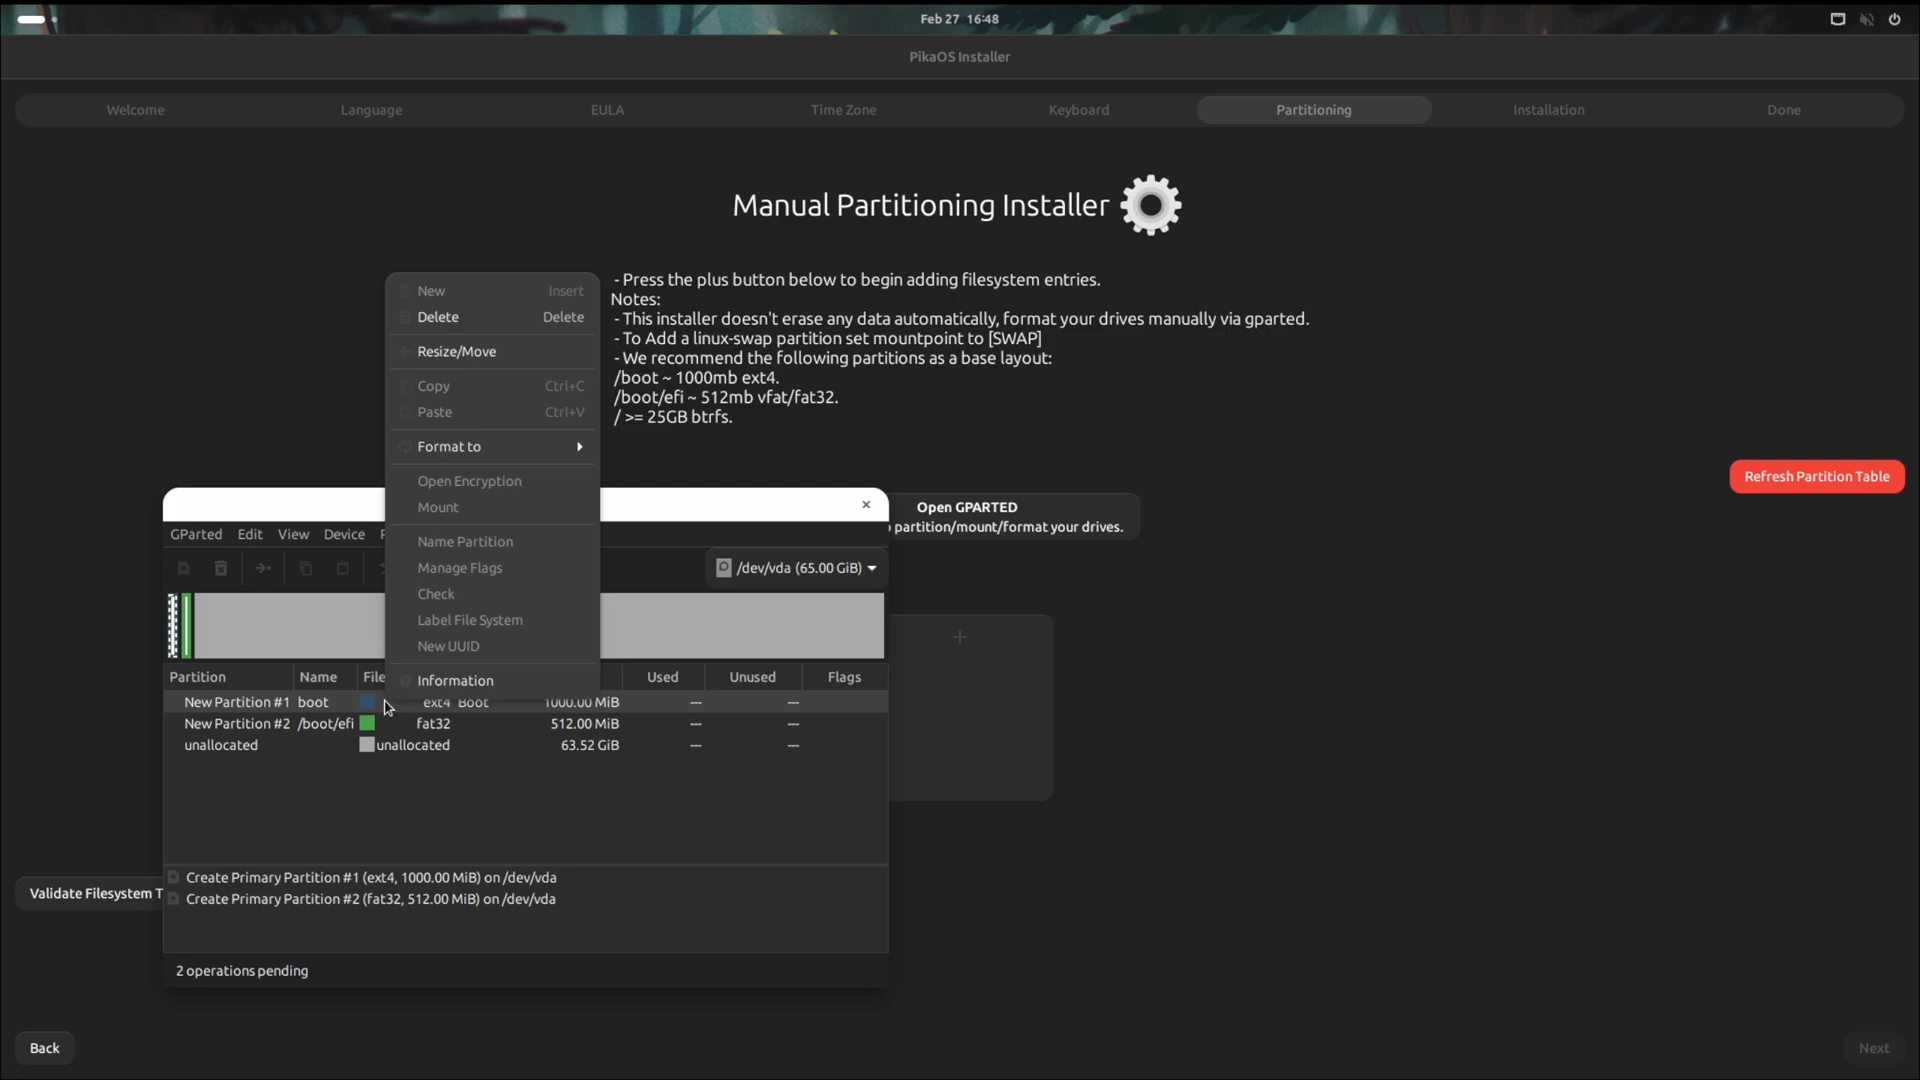 Feb 27 16:48
PikaOS Installer
Welcome Language EULA Time Zone Keyboard Partitioning Installation Done
Manual Partitioning Installer
- Press the plus button below to begin adding filesystem entries.
Notes:
- This installer doesn't erase any data automatically, format your drives manually via gparted.
- To Add a linux-swap partition set mountpoint to [SWAP]
- We recommend the following partitions as a base layout:
/boot ~ 1000mb ext4.
/boot/efi ~ 512mb vfat/fat32.
/ >= 25GB btrfs.
New Insert
Delete Delete
Resize/Move
Copy Ctrl+C
Paste Ctrl+V
Format to
Open Encryption
Mount
Name Partition
Manage Flags
Check
Label File System
New UUID
Information
Refresh Partition Table
Open GPARTED
partition/mount/format your drives.
GParted Edit View Device
/dev/vda (65.00 GiB)
Partition Name File Used Unused Flags
New Partition #1 boot ext4 Boot 1000.00 MiB --- ---
New Partition #2 /boot/efi fat32 512.00 MiB --- ---
unallocated unallocated 63.52 GiB --- ---
Create Primary Partition #1 (ext4, 1000.00 MiB) on /dev/vda
Create Primary Partition #2 (fat32, 512.00 MiB) on /dev/vda
2 operations pending
Validate Filesystem T
Back
Next